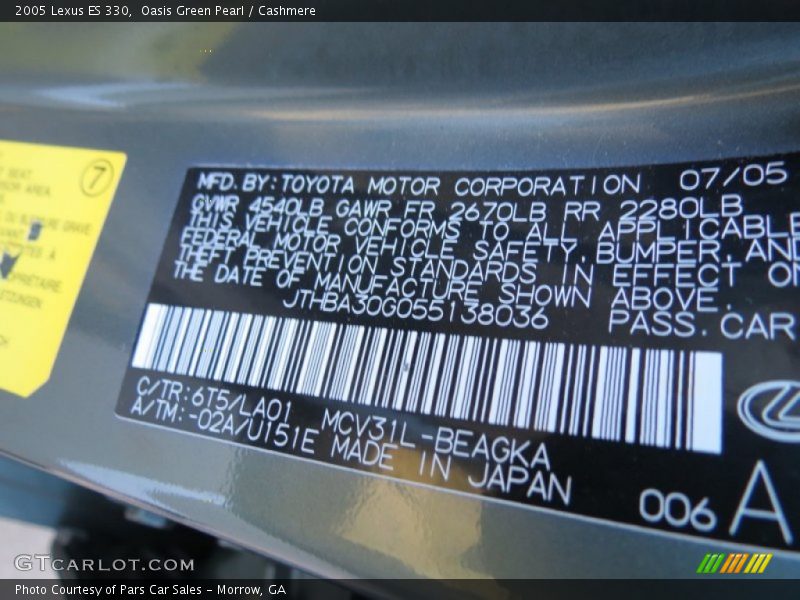 2005 Lexus ES 330, Oasis Green Pearl / Cashmere
7
MFD. BY: TOYOTA MOTOR CORPORATION 07/05
GVWR 4540LB GAWR FR 2670LB RR 2280LB
THIS VEHICLE CONFORMS TO ALL APPLICABLE
FEDERAL MOTOR VEHICLE SAFETY, BUMPER, AND
THEFT PREVENTION STANDARDS IN EFFECT ON
THE DATE OF MANUFACTURE SHOWN ABOVE.
JTHBA30G055138036 PASS. CAR
C/TR: 6T5/LA01 MCV31L-BEAGKA
A/TM: -02A/U151E MADE IN JAPAN
006 A
GTCARLOT.COM
Photo Courtesy of Pars Car Sales - Morrow, GA